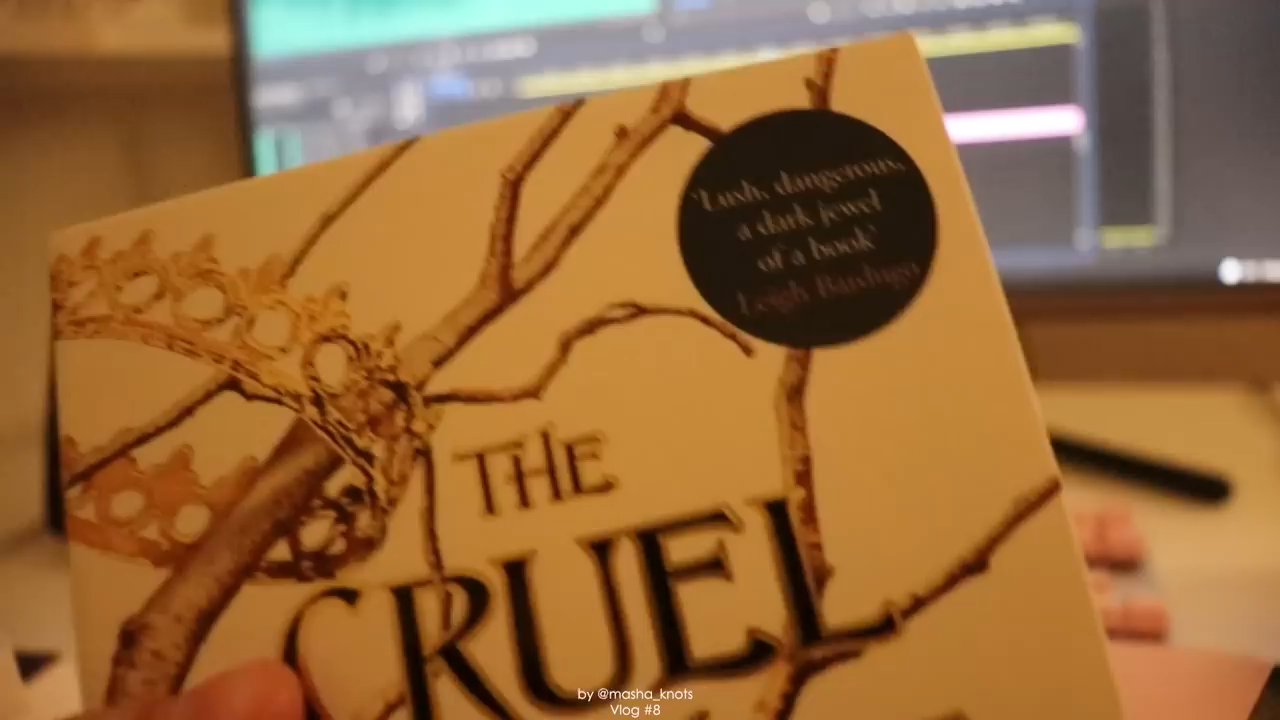 'Lush, dangerous,
a dark jewel
of a book'
Leigh Bardugo
THE
CRUEL
by @masha_knots
Vlog #8